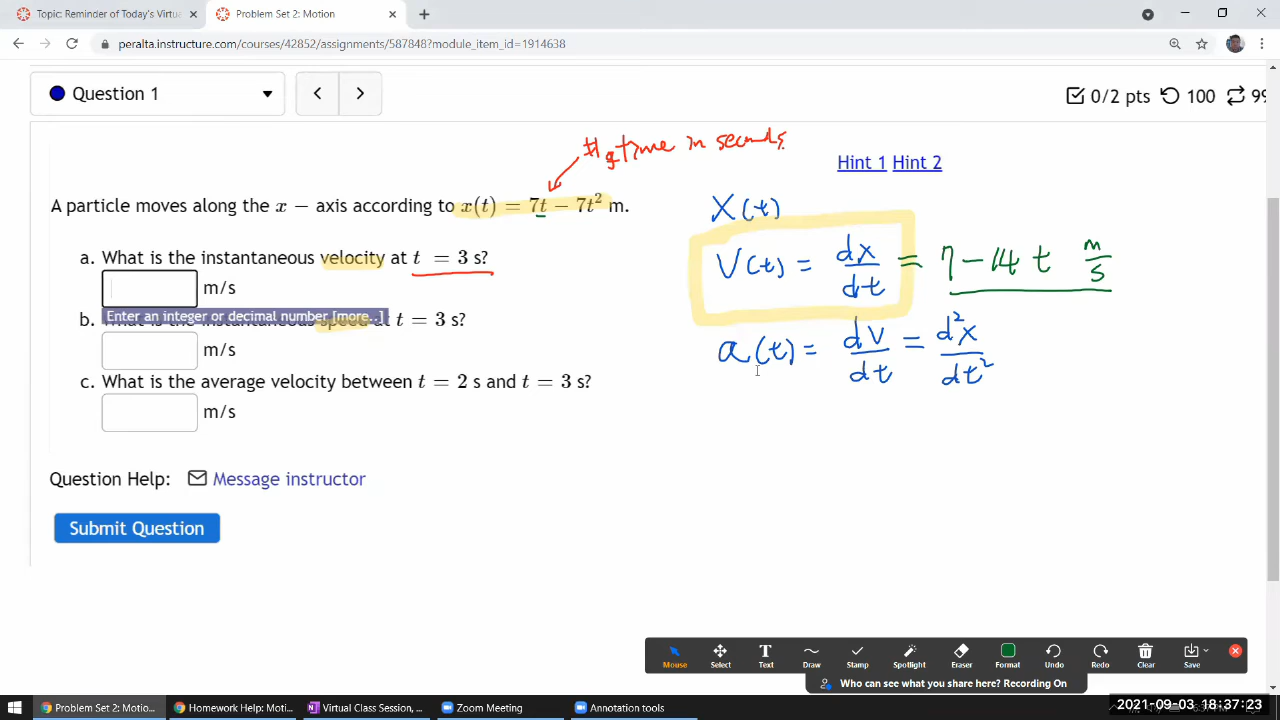 Topic: Reminder of Today's Virtu
Problem Set 2: Motion
peralta.instructure.com/courses/42852/assignments/587848?module_item_id=1914638
Question 1
0/2 pts 100 99
# of time in seconds
Hint 1 Hint 2
A particle moves along the x − axis according to x(t) = 7t − 7t² m.
X(t)
a. What is the instantaneous velocity at t = 3 s?
m/s
V(t) = dx/dt = 7 − 14 t m/s
Enter an integer or decimal number [more..]
b. What is the instantaneous speed at t = 3 s?
m/s
a(t) = dv/dt = d²x/dt²
c. What is the average velocity between t = 2 s and t = 3 s?
m/s
Question Help: Message instructor
Submit Question
Mouse Select Text Draw Stamp Spotlight Eraser Format Undo Redo Clear Save
Who can see what you share here? Recording On
Problem Set 2: Motio...
Homework Help: Moti...
Virtual Class Session, ...
Zoom Meeting
Annotation tools
2021-09-03 18:37:23